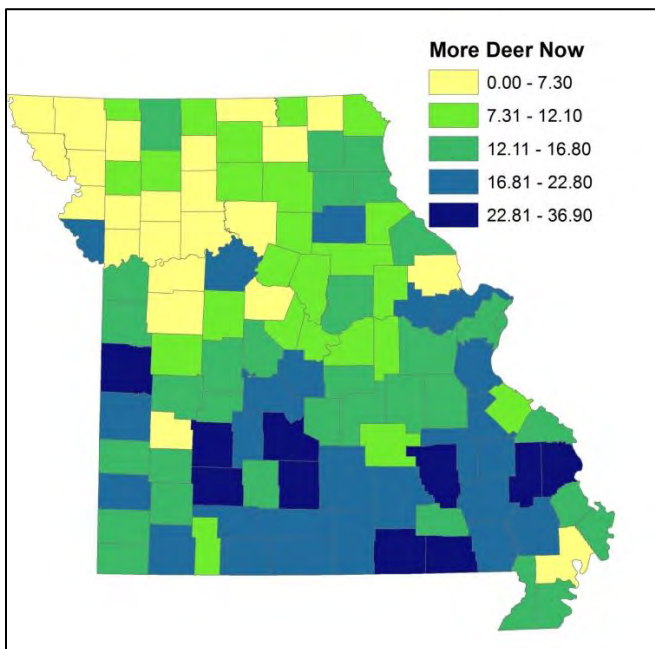 More Deer Now
0.00 - 7.30
7.31 - 12.10
12.11 - 16.80
16.81 - 22.80
22.81 - 36.90